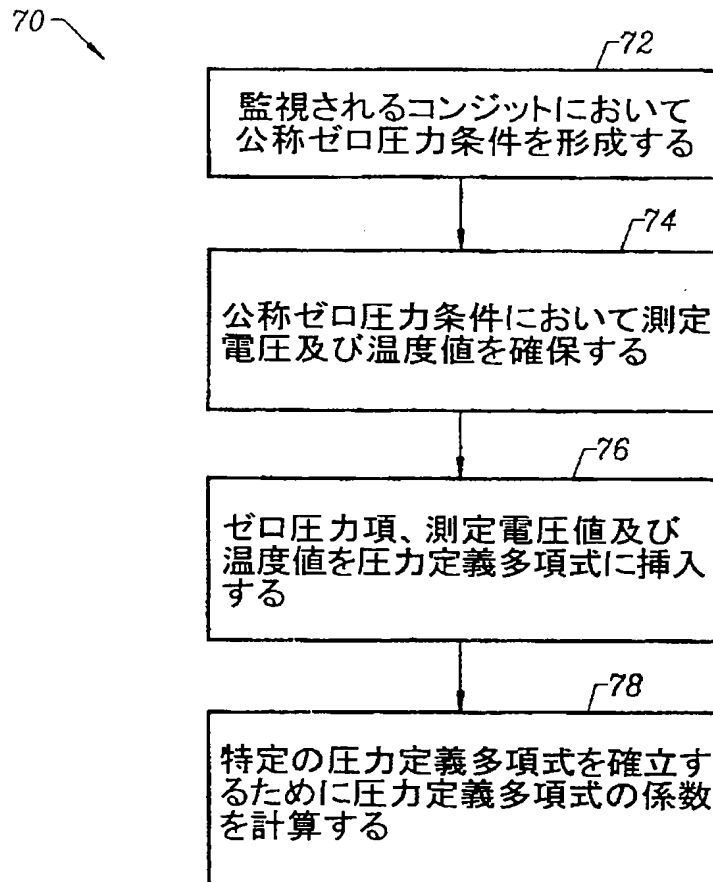 70
72
監視されるコンジットにおいて
公称ゼロ圧力条件を形成する
74
公称ゼロ圧力条件において測定
電圧及び温度値を確保する
76
ゼロ圧力項、測定電圧値及び
温度値を圧力定義多項式に挿入
する
78
特定の圧力定義多項式を確立す
るために圧力定義多項式の係数
を計算する